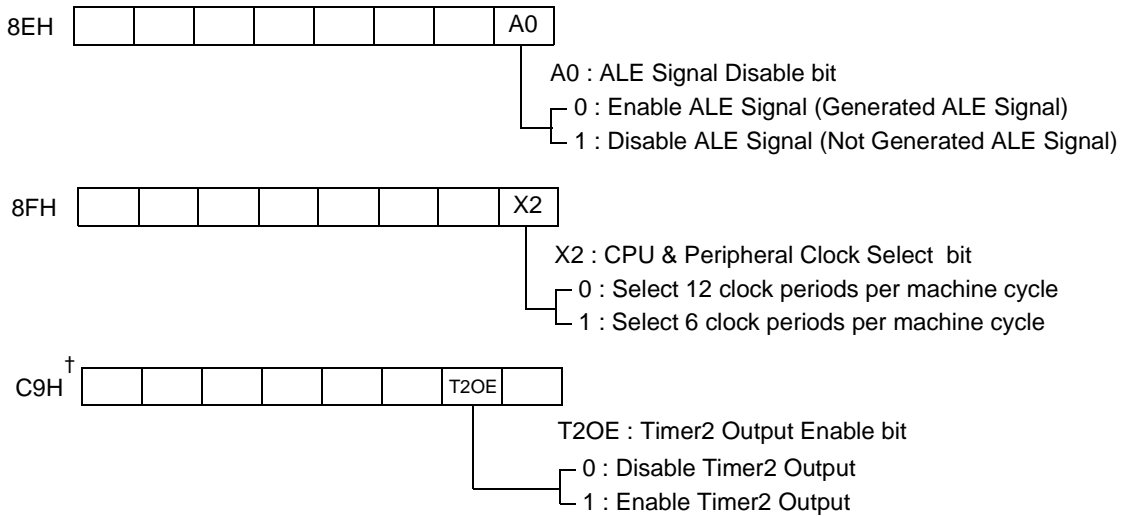 8EH A0
A0 : ALE Signal Disable bit
0 : Enable ALE Signal (Generated ALE Signal)
1 : Disable ALE Signal (Not Generated ALE Signal)
8FH X2
X2 : CPU & Peripheral Clock Select bit
0 : Select 12 clock periods per machine cycle
1 : Select 6 clock periods per machine cycle
C9H † T2OE
T2OE : Timer2 Output Enable bit
0 : Disable Timer2 Output
1 : Enable Timer2 Output